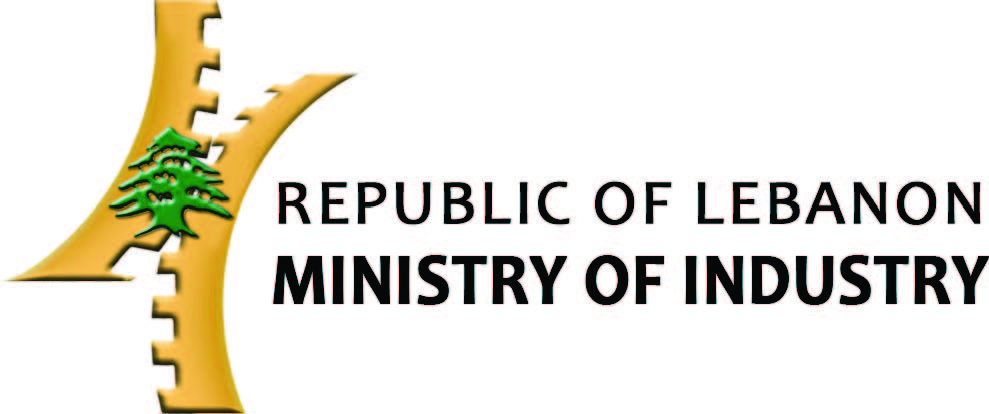 REPUBLIC OF LEBANON
MINISTRY OF INDUSTRY